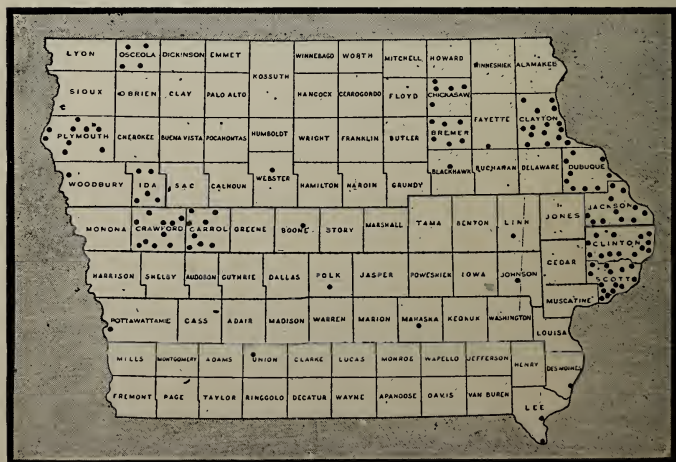 LYON OSCEOLA DICKINSON EMMET WINNEBAGO WORTH MITCHELL HOWARD WINNESHIEK ALAMAKEE
KOSSUTH
SIOUX O'BRIEN CLAY PALO ALTO HANCOCK CERROGORDO FLOYD CHICKASAW
FAYETTE CLAYTON
PLYMOUTH CHEROKEE BUENA VISTA POCAHONTAS HUMBOLDT WRIGHT FRANKLIN BUTLER BREMER
WOODBURY IDA SAC CALHOUN WEBSTER HAMILTON HARDIN GRUNDY BLACKHAWK BUCHANAN DELAWARE DUBUQUE
MONONA CRAWFORD CARROL GREENE BOONE STORY MARSHALL TAMA BENTON LINN JONES JACKSON
CLINTON
HARRISON SHELBY AUDOBON GUTHRIE DALLAS POLK JASPER POWESHIEK IOWA JOHNSON CEDAR
SCOTT
MUSCATINE
POTTAWATTAMIE CASS ADAIR MADISON WARREN MARION MAHASKA KEOKUK WASHINGTON
LOUISA
MILLS MONTGOMERY ADAMS UNION CLARKE LUCAS MONROE WAPELLO JEFFERSON HENRY DESMOINES
FREMONT PAGE TAYLOR RINGGOLD DECATUR WAYNE DAVIS VAN BUREN
LEE